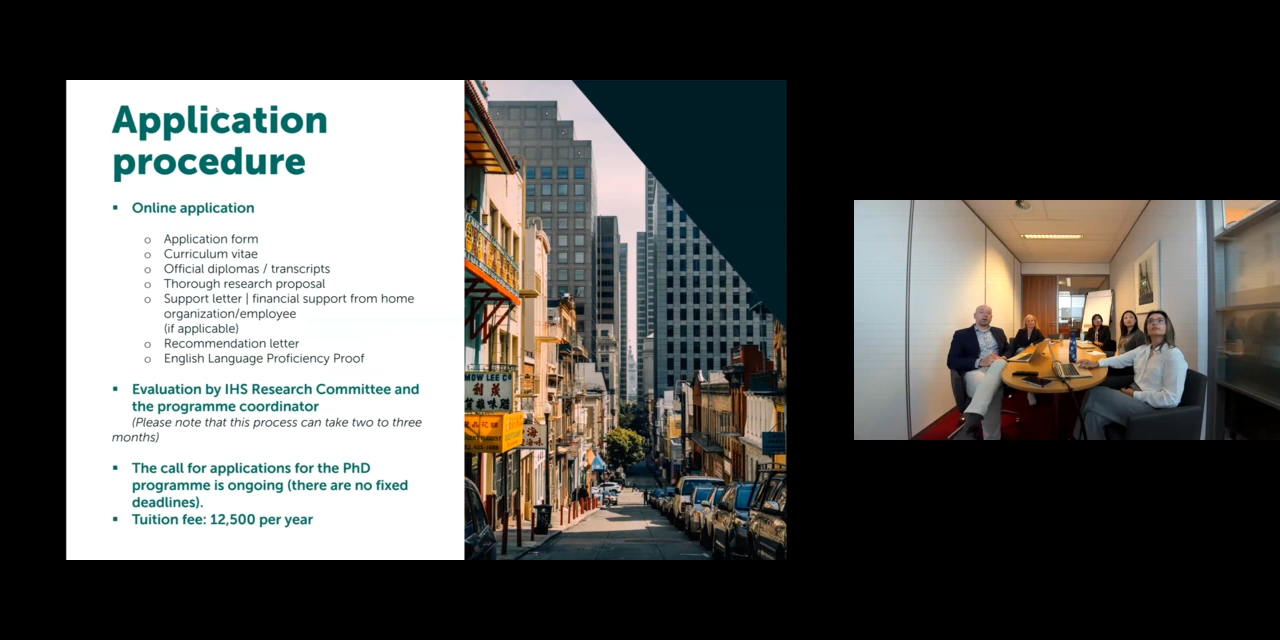 Application
procedure
▪ Online application
o Application form
o Curriculum vitae
o Official diplomas / transcripts
o Thorough research proposal
o Support letter | financial support from home
organization/employee
(if applicable)
o Recommendation letter
o English Language Proficiency Proof
▪ Evaluation by IHS Research Committee and
the programme coordinator
(Please note that this process can take two to three
months)
▪ The call for applications for the PhD
programme is ongoing (there are no fixed
deadlines).
▪ Tuition fee: 12,500 per year